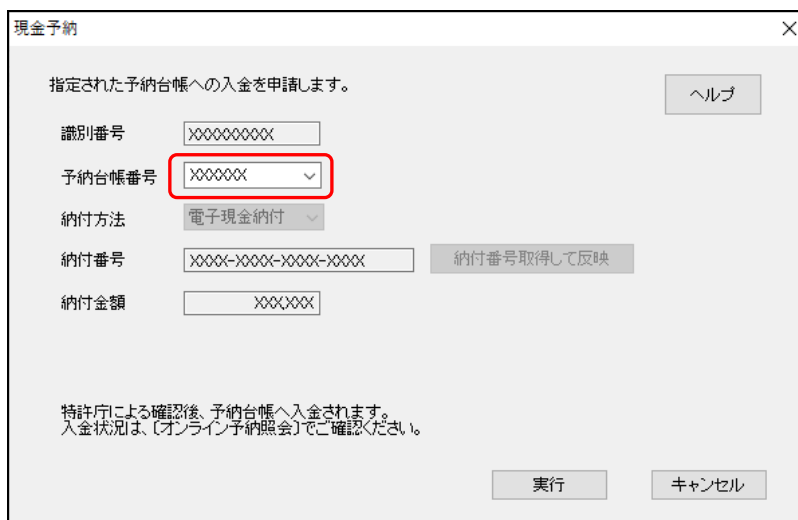 現金予納
指定された予納台帳への入金を申請します。
ヘルプ
識別番号 XXXXXXXXX
予納台帳番号 XXXXXX
納付方法 電子現金納付
納付番号 XXXX-XXXX-XXXX-XXXX 納付番号取得して反映
納付金額 XXX,XXX
特許庁による確認後、予納台帳へ入金されます。
入金状況は、〔オンライン予納照会〕でご確認ください。
実行 キャンセル